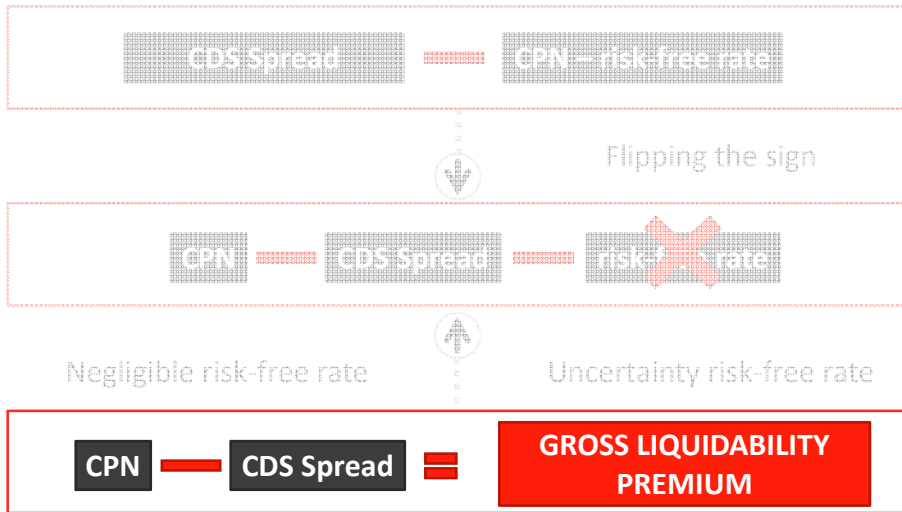 CDS Spread — CPN – risk-free rate
Flipping the sign
CPN — CDS Spread — rate
Negligible risk-free rate Uncertainty risk-free rate
CPN — CDS Spread = GROSS LIQUIDABILITY
PREMIUM